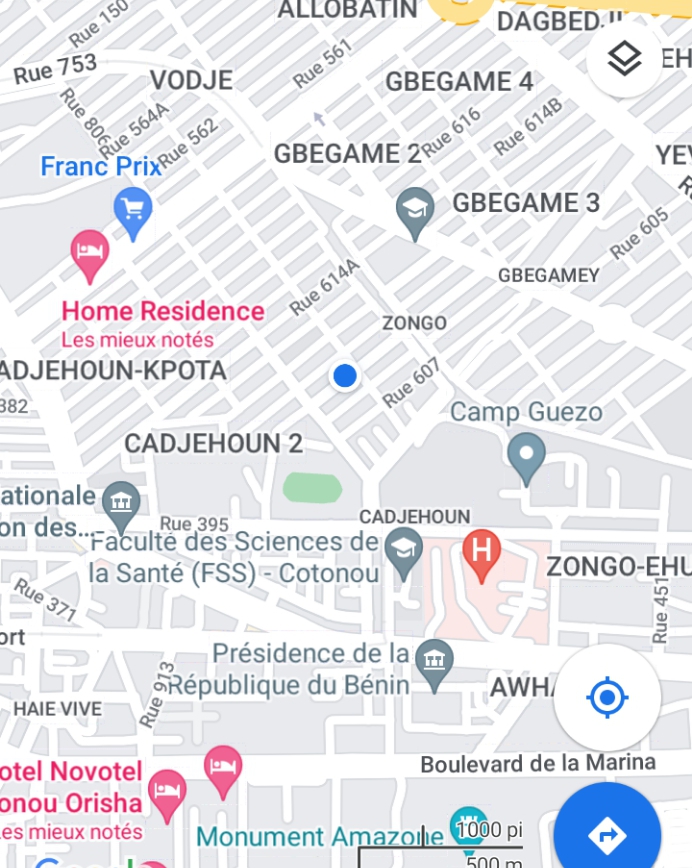 ALLOBATIN
Rue 150
Rue 753
VODJE
Rue 561
GBEGAME 4
Rue 806
Rue 564A
Rue 562
Rue 616
Rue 614B
Franc Prix
GBEGAME 2
GBEGAME 3
Rue 605
GBEGAMEY
Rue 614A
Home Residence
Les mieux notés
ZONGO
ADJEHOUN-KPOTA
Rue 607
382
Camp Guezo
CADJEHOUN 2
ationale
on des...
Rue 395
CADJEHOUN
Faculté des Sciences de
la Santé (FSS) - Cotonou
ZONGO-EHU
Rue 371
Rue 451
ort
Présidence de la
République du Bénin
Rue 913
HAIE VIVE
AWHA
Boulevard de la Marina
otel Novotel
onou Orisha
Les mieux notés
Monument Amazone
1000 pi
500 m